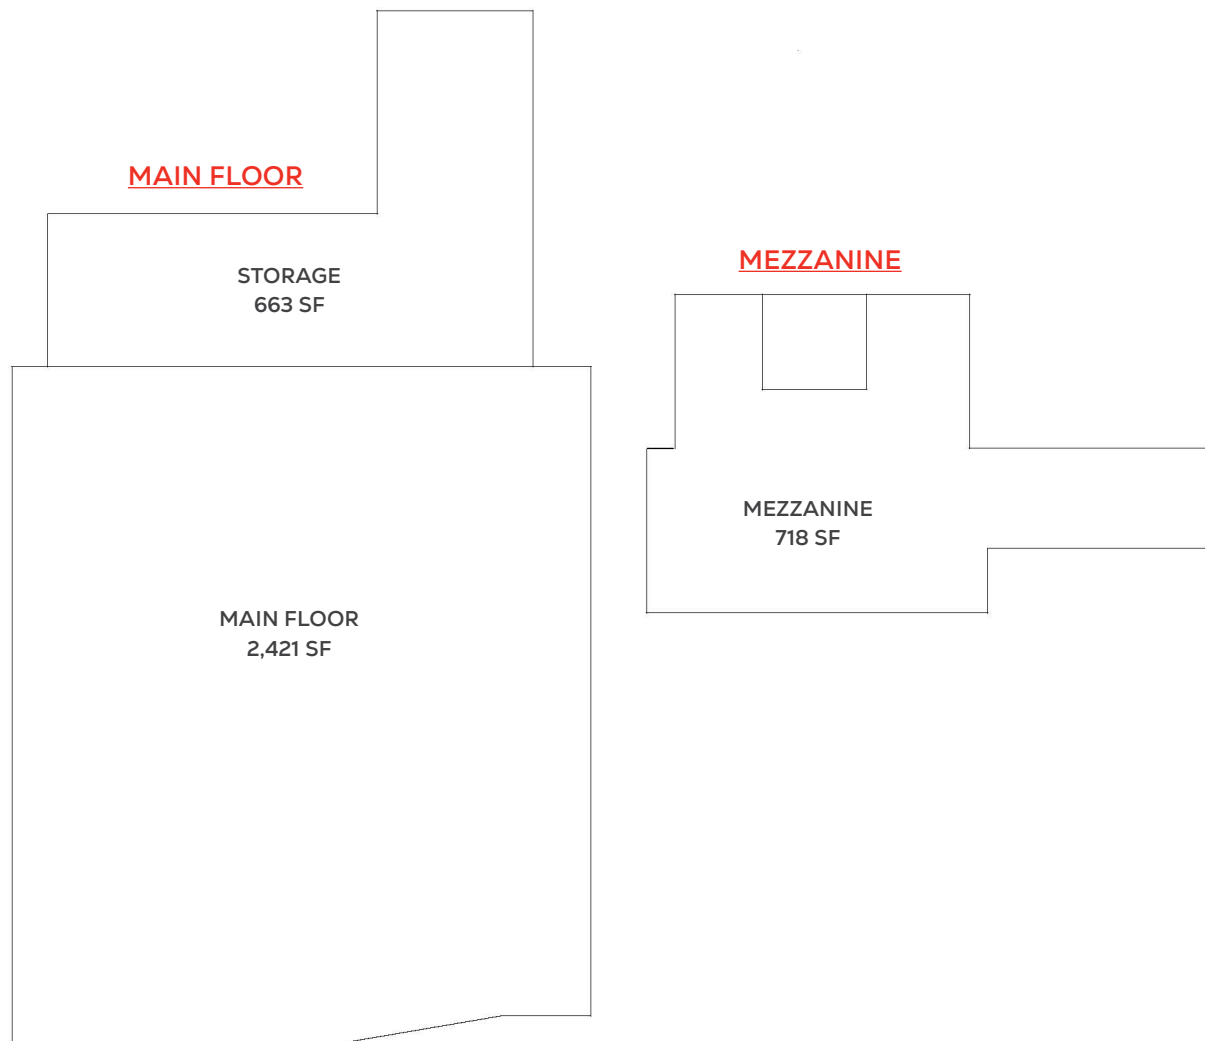 MAIN FLOOR
STORAGE
663 SF
MAIN FLOOR
2,421 SF
MEZZANINE
MEZZANINE
718 SF